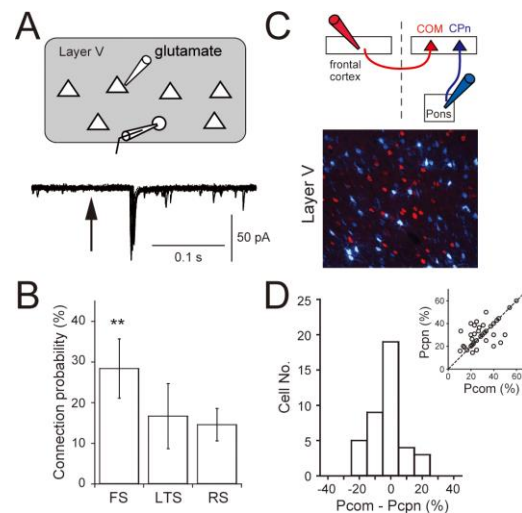 A
Layer V
glutamate
0.1 s
50 pA
B
Connection probability (%)
40
30
20
10
0
**
FS
LTS
RS
C
COM
CPn
frontal
cortex
Pons
Layer V
D
Cell No.
25
20
15
10
5
0
-40
-20
0
20
40
Pcom - Pcpn (%)
Pcpn (%)
60
40
20
0
0
20
40
60
Pcom (%)